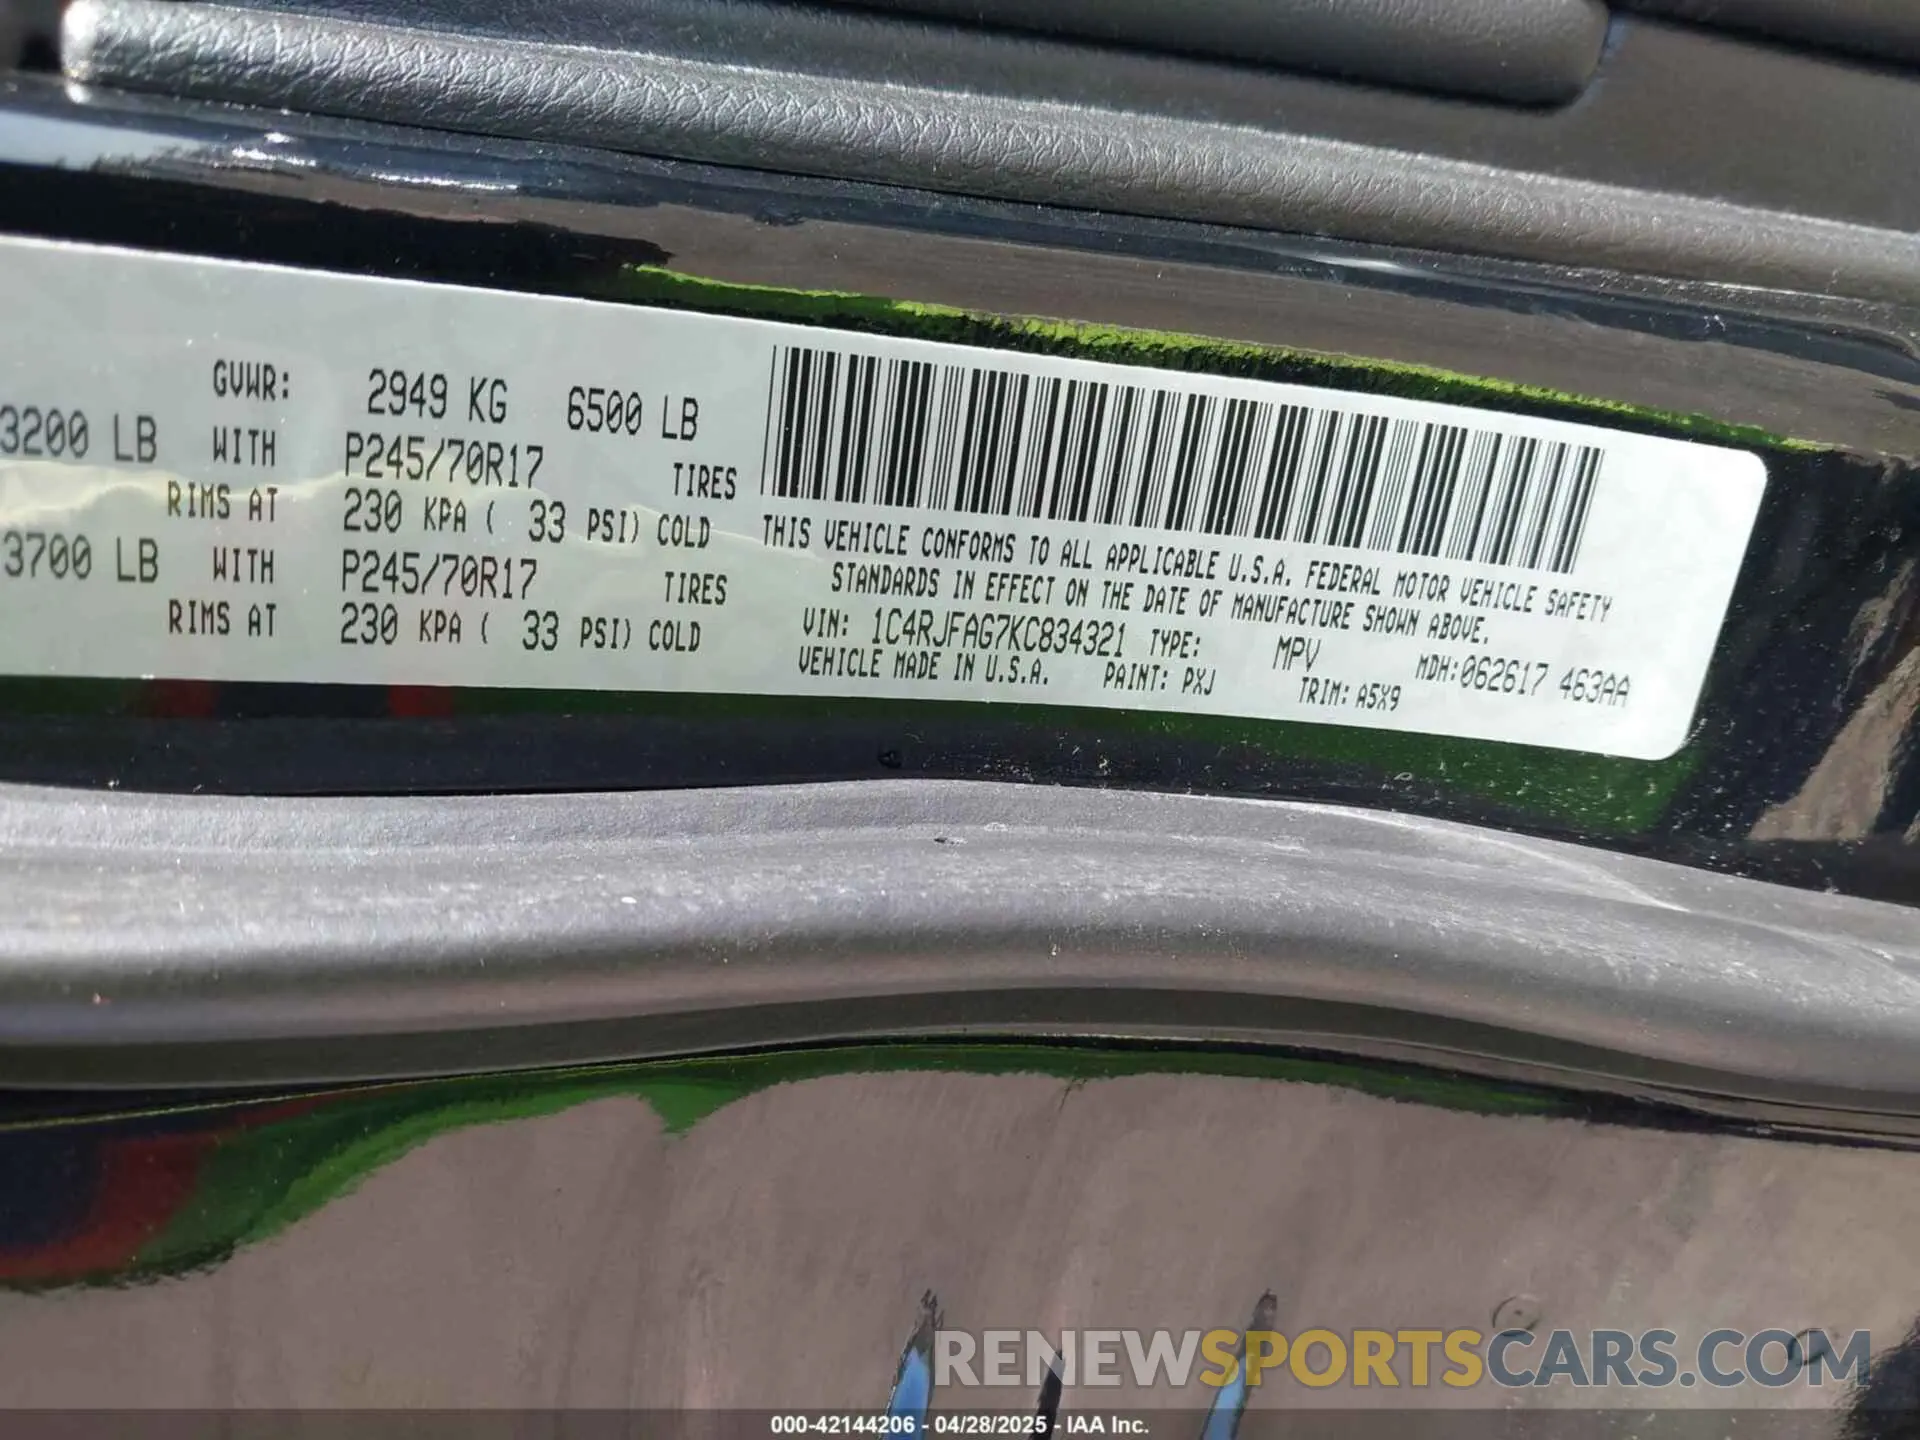 GVWR: 2949 KG 6500 LB
3200 LB WITH P245/70R17 TIRES
RIMS AT 230 KPA ( 33 PSI) COLD
3700 LB WITH P245/70R17 TIRES
RIMS AT 230 KPA ( 33 PSI) COLD
THIS VEHICLE CONFORMS TO ALL APPLICABLE U.S.A. FEDERAL MOTOR VEHICLE SAFETY
STANDARDS IN EFFECT ON THE DATE OF MANUFACTURE SHOWN ABOVE.
VIN: 1C4RJFAG7KC834321 TYPE: MPV MDH:062617 463AA
VEHICLE MADE IN U.S.A. PAINT: PXJ TRIM: A5X9
RENEWSPORTSCARS.COM
000-42144206 - 04/28/2025 - IAA Inc.